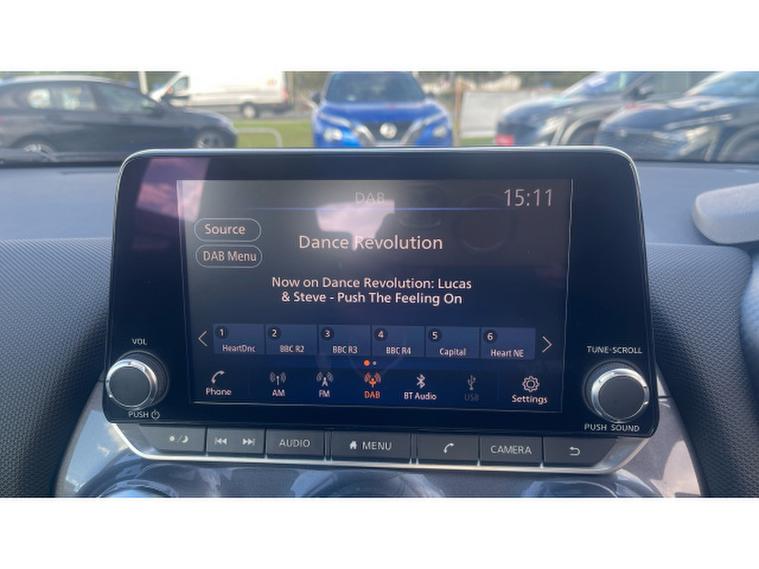 DAB
15:11
Source
Dance Revolution
DAB Menu
Now on Dance Revolution: Lucas
& Steve - Push The Feeling On
1 2 3 4 5 6
HeartDnc BBC R2 BBC R3 BBC R4 Capital Heart NE
Phone AM FM DAB BT Audio USB Settings
VOL
PUSH
TUNE-SCROLL
PUSH SOUND
AUDIO MENU CAMERA